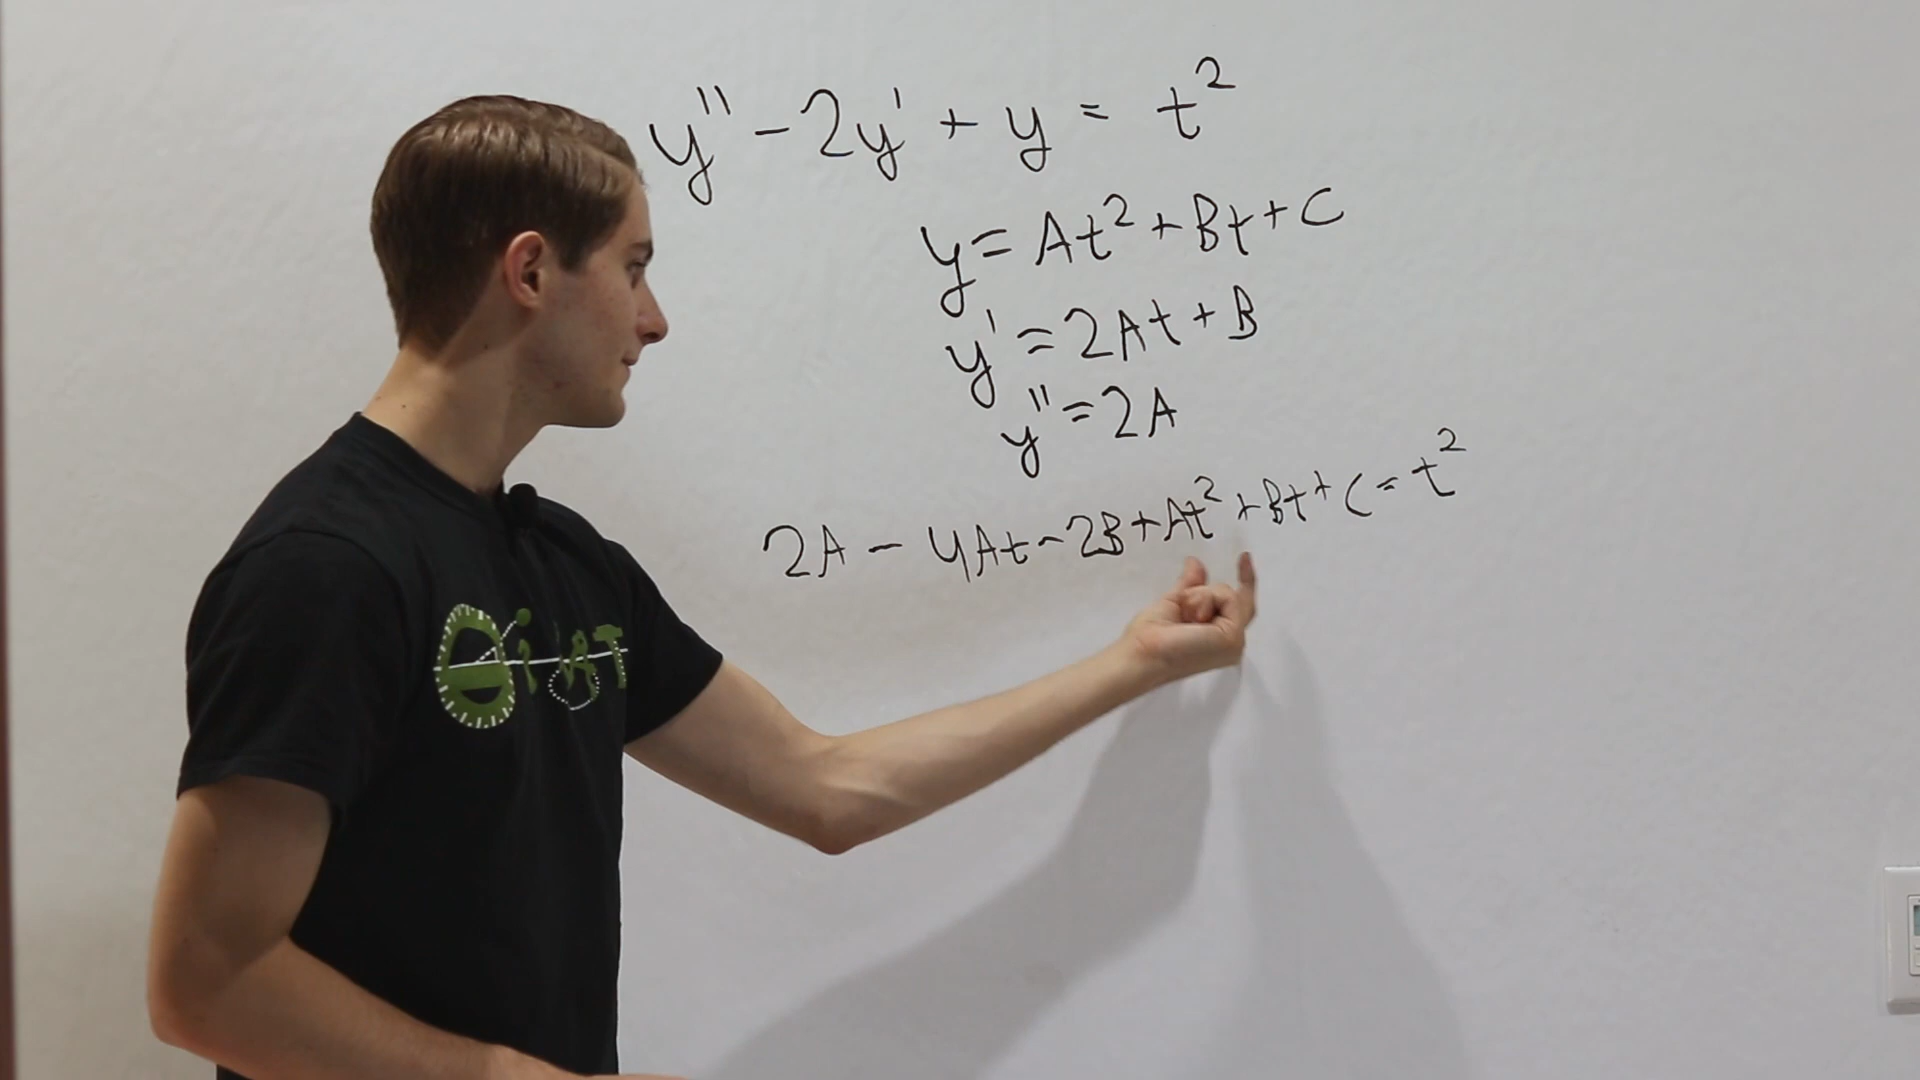 y'' - 2y' + y = t²
y = At² + Bt + C
y' = 2At + B
y'' = 2A
2A - 4At - 2B + At² + Bt + C = t²